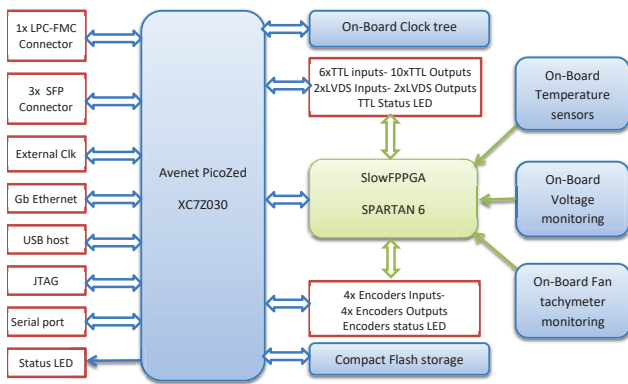 1x LPC-FMC
Connector
3x SFP
Connector
External Clk
Gb Ethernet
USB host
JTAG
Serial port
Status LED
Avenet PicoZed
XC7Z030
On-Board Clock tree
6xTTL inputs- 10xTTL Outputs
2xLVDS Inputs- 2xLVDS Outputs
TTL Status LED
SlowFPPGA
SPARTAN 6
4x Encoders Inputs-
4x Encoders Outputs
Encoders status LED
Compact Flash storage
On-Board
Temperature
sensors
On-Board
Voltage
monitoring
On-Board Fan
tachymeter
monitoring